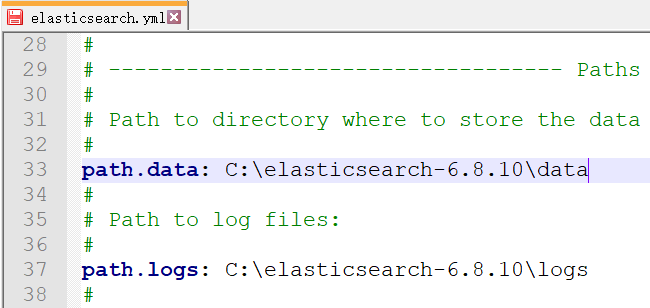 elasticsearch.yml
28 #
29 # ----------------------------------- Paths
30 #
31 # Path to directory where to store the data
32 #
33 path.data: C:\elasticsearch-6.8.10\data
34 #
35 # Path to log files:
36 #
37 path.logs: C:\elasticsearch-6.8.10\logs
38 #